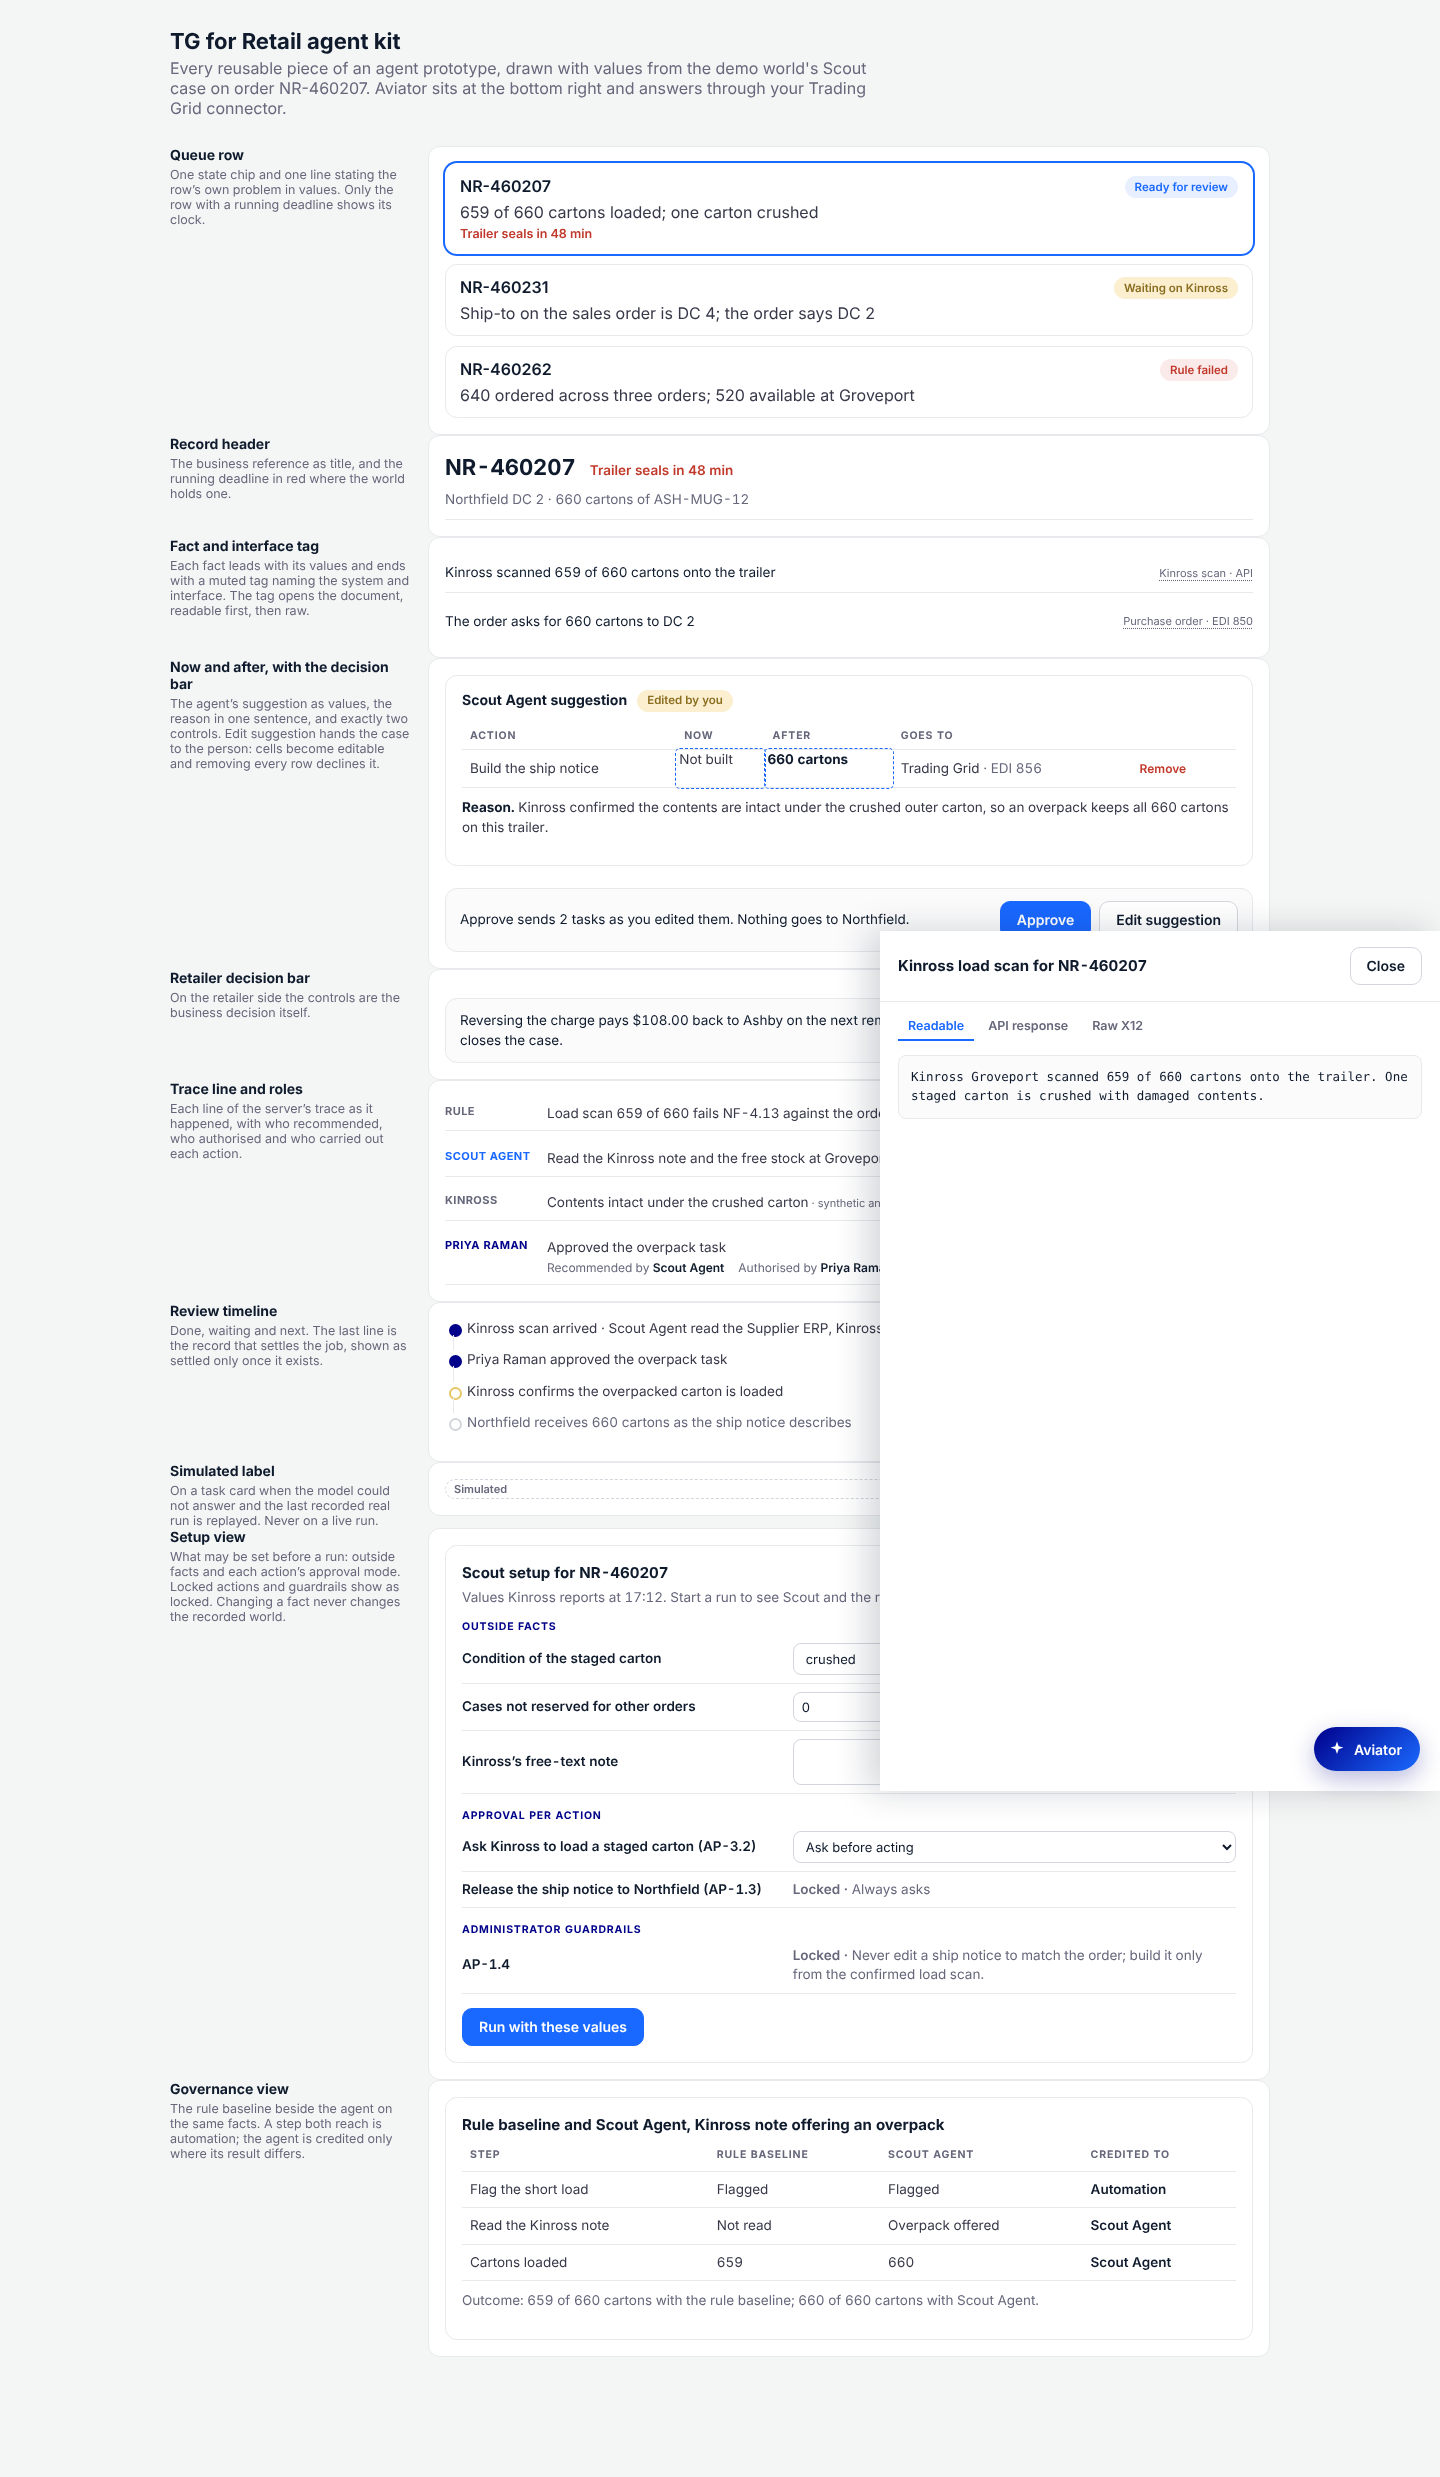 TG for Retail agent kit
Every reusable piece of an agent prototype, drawn with values from the demo world's Scout
case on order NR-460207. Aviator sits at the bottom right and answers through your Trading
Grid connector.
Queue row
One state chip and one line stating the
row's own problem in values. Only the
row with a running deadline shows its
clock.
NR-460207
Ready for review
659 of 660 cartons loaded; one carton crushed
Trailer seals in 48 min
NR-460231
Waiting on Kinross
Ship-to on the sales order is DC 4; the order says DC 2
NR-460262
Rule failed
640 ordered across three orders; 520 available at Groveport
Record header
The business reference as title, and the
running deadline in red where the world
holds one.
NR-460207 Trailer seals in 48 min
Northfield DC 2 · 660 cartons of ASH-MUG-12
Fact and interface tag
Each fact leads with its values and ends
with a muted tag naming the system and
interface. The tag opens the document,
readable first, then raw.
Kinross scanned 659 of 660 cartons onto the trailer
Kinross scan · API
The order asks for 660 cartons to DC 2
Purchase order · EDI 850
Now and after, with the decision
bar
The agent's suggestion as values, the
reason in one sentence, and exactly two
controls. Edit suggestion hands the case
to the person: cells become editable
and removing every row declines it.
Scout Agent suggestion Edited by you
ACTION NOW AFTER GOES TO
Build the ship notice Not built 660 cartons Trading Grid · EDI 856 Remove
Reason. Kinross confirmed the contents are intact under the crushed outer carton, so an overpack keeps all 660 cartons
on this trailer.
Approve sends 2 tasks as you edited them. Nothing goes to Northfield.
Approve Edit suggestion
Retailer decision bar
On the retailer side the controls are the
business decision itself.
Reversing the charge pays $108.00 back to Ashby on the next
closes the case.
Trace line and roles
Each line of the server's trace as it
happened, with who recommended,
who authorised and who carried out
each action.
RULE Load scan 659 of 660 fails NF-4.13 against the
SCOUT AGENT Read the Kinross note and the free stock at
KINROSS Contents intact under the crushed carton · synthetic
PRIYA RAMAN Approved the overpack task
Recommended by Scout Agent Authorised by Priya
Review timeline
Done, waiting and next. The last line is
the record that settles the job, shown as
settled only once it exists.
Kinross scan arrived · Scout Agent read the Supplier ERP, Kinross
Priya Raman approved the overpack task
Kinross confirms the overpacked carton is loaded
Northfield receives 660 cartons as the ship notice describes
Simulated label
On a task card when the model could
not answer and the last recorded real
run is replayed. Never on a live run.
Simulated
Setup view
What may be set before a run: outside
facts and each action's approval mode.
Locked actions and guardrails show as
locked. Changing a fact never changes
the recorded world.
Scout setup for NR-460207
Values Kinross reports at 17:12. Start a run to see Scout and the
OUTSIDE FACTS
Condition of the staged carton crushed
Cases not reserved for other orders 0
Kinross's free-text note
APPROVAL PER ACTION
Ask Kinross to load a staged carton (AP-3.2) Ask before acting
Release the ship notice to Northfield (AP-1.3) Locked · Always asks
ADMINISTRATOR GUARDRAILS
AP-1.4
Locked · Never edit a ship notice to match the order; build it only
from the confirmed load scan.
Run with these values
Kinross load scan for NR-460207
Close
Readable API response Raw X12
Kinross Groveport scanned 659 of 660 cartons onto the trailer. One
staged carton is crushed with damaged contents.
Aviator
Governance view
The rule baseline beside the agent on
the same facts. A step both reach is
automation; the agent is credited only
where its result differs.
Rule baseline and Scout Agent, Kinross note offering an overpack
STEP RULE BASELINE SCOUT AGENT CREDITED TO
Flag the short load Flagged Flagged Automation
Read the Kinross note Not read Overpack offered Scout Agent
Cartons loaded 659 660 Scout Agent
Outcome: 659 of 660 cartons with the rule baseline; 660 of 660 cartons with Scout Agent.